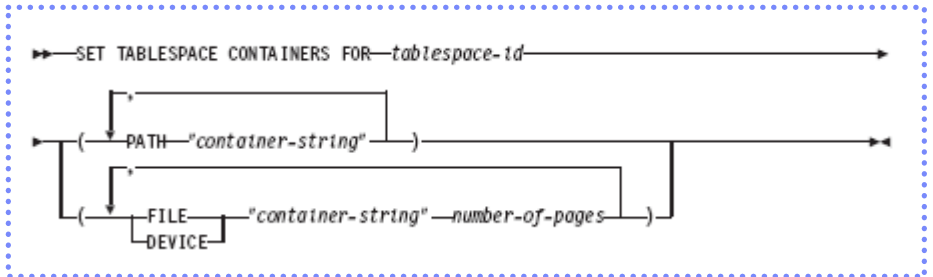 SET TABLESPACE CONTAINERS FOR tablespace-id
,
( PATH "container-string" )
,
( FILE "container-string" number-of-pages )
DEVICE